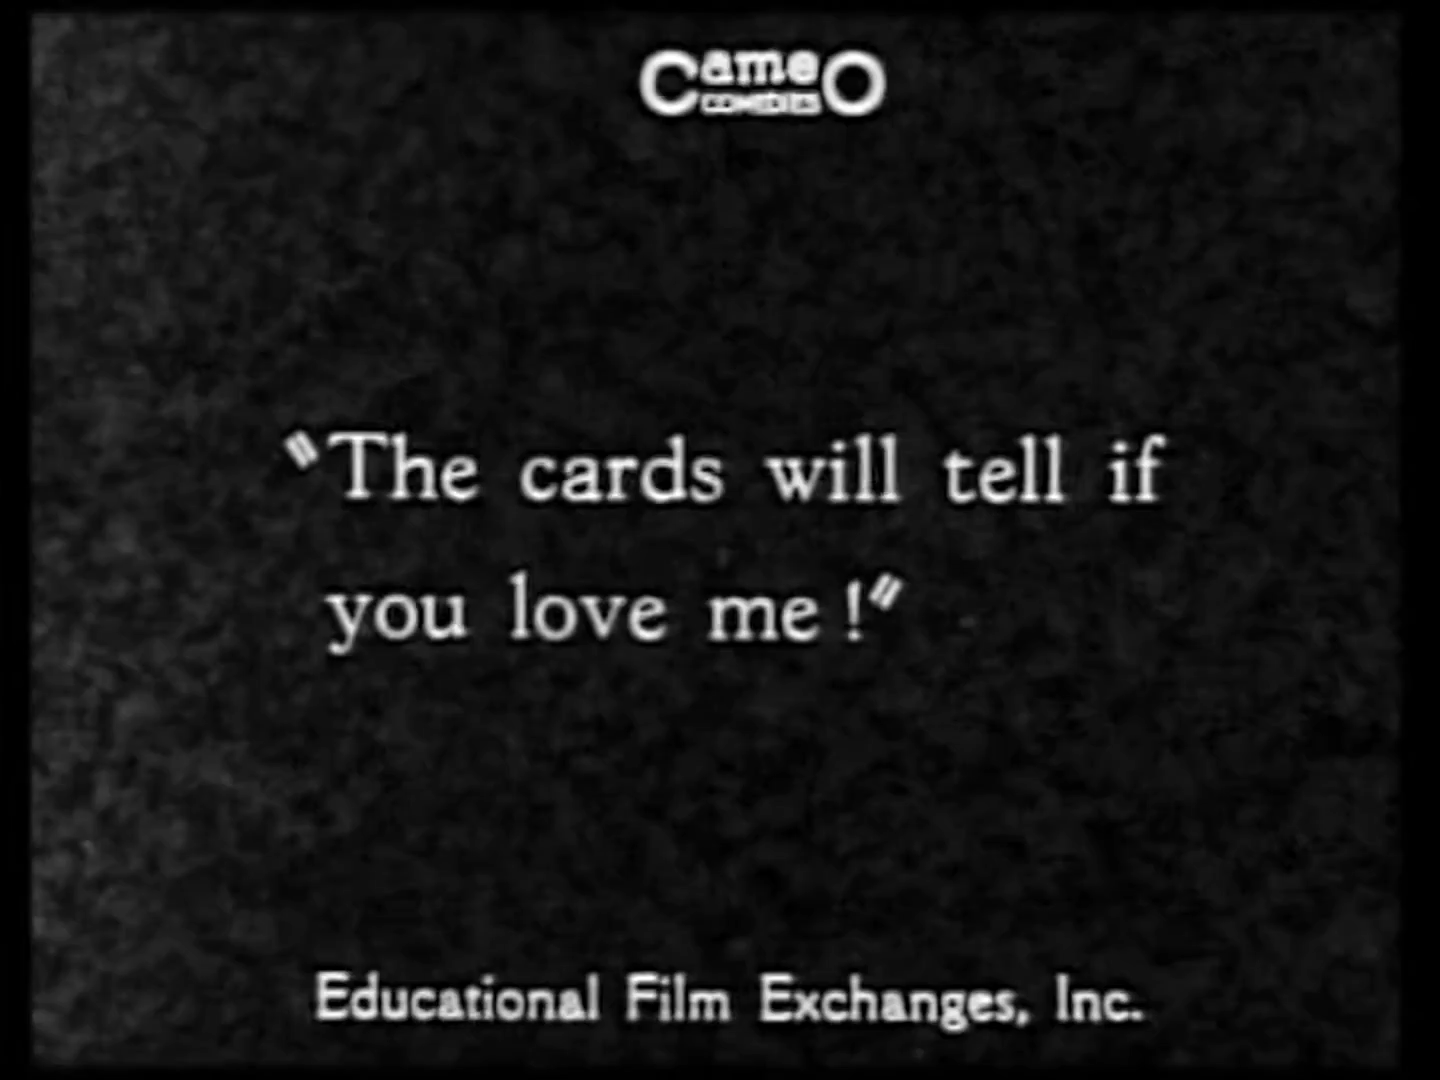 Cameo
COMEDIES
"The cards will tell if
you love me!"
Educational Film Exchanges, Inc.